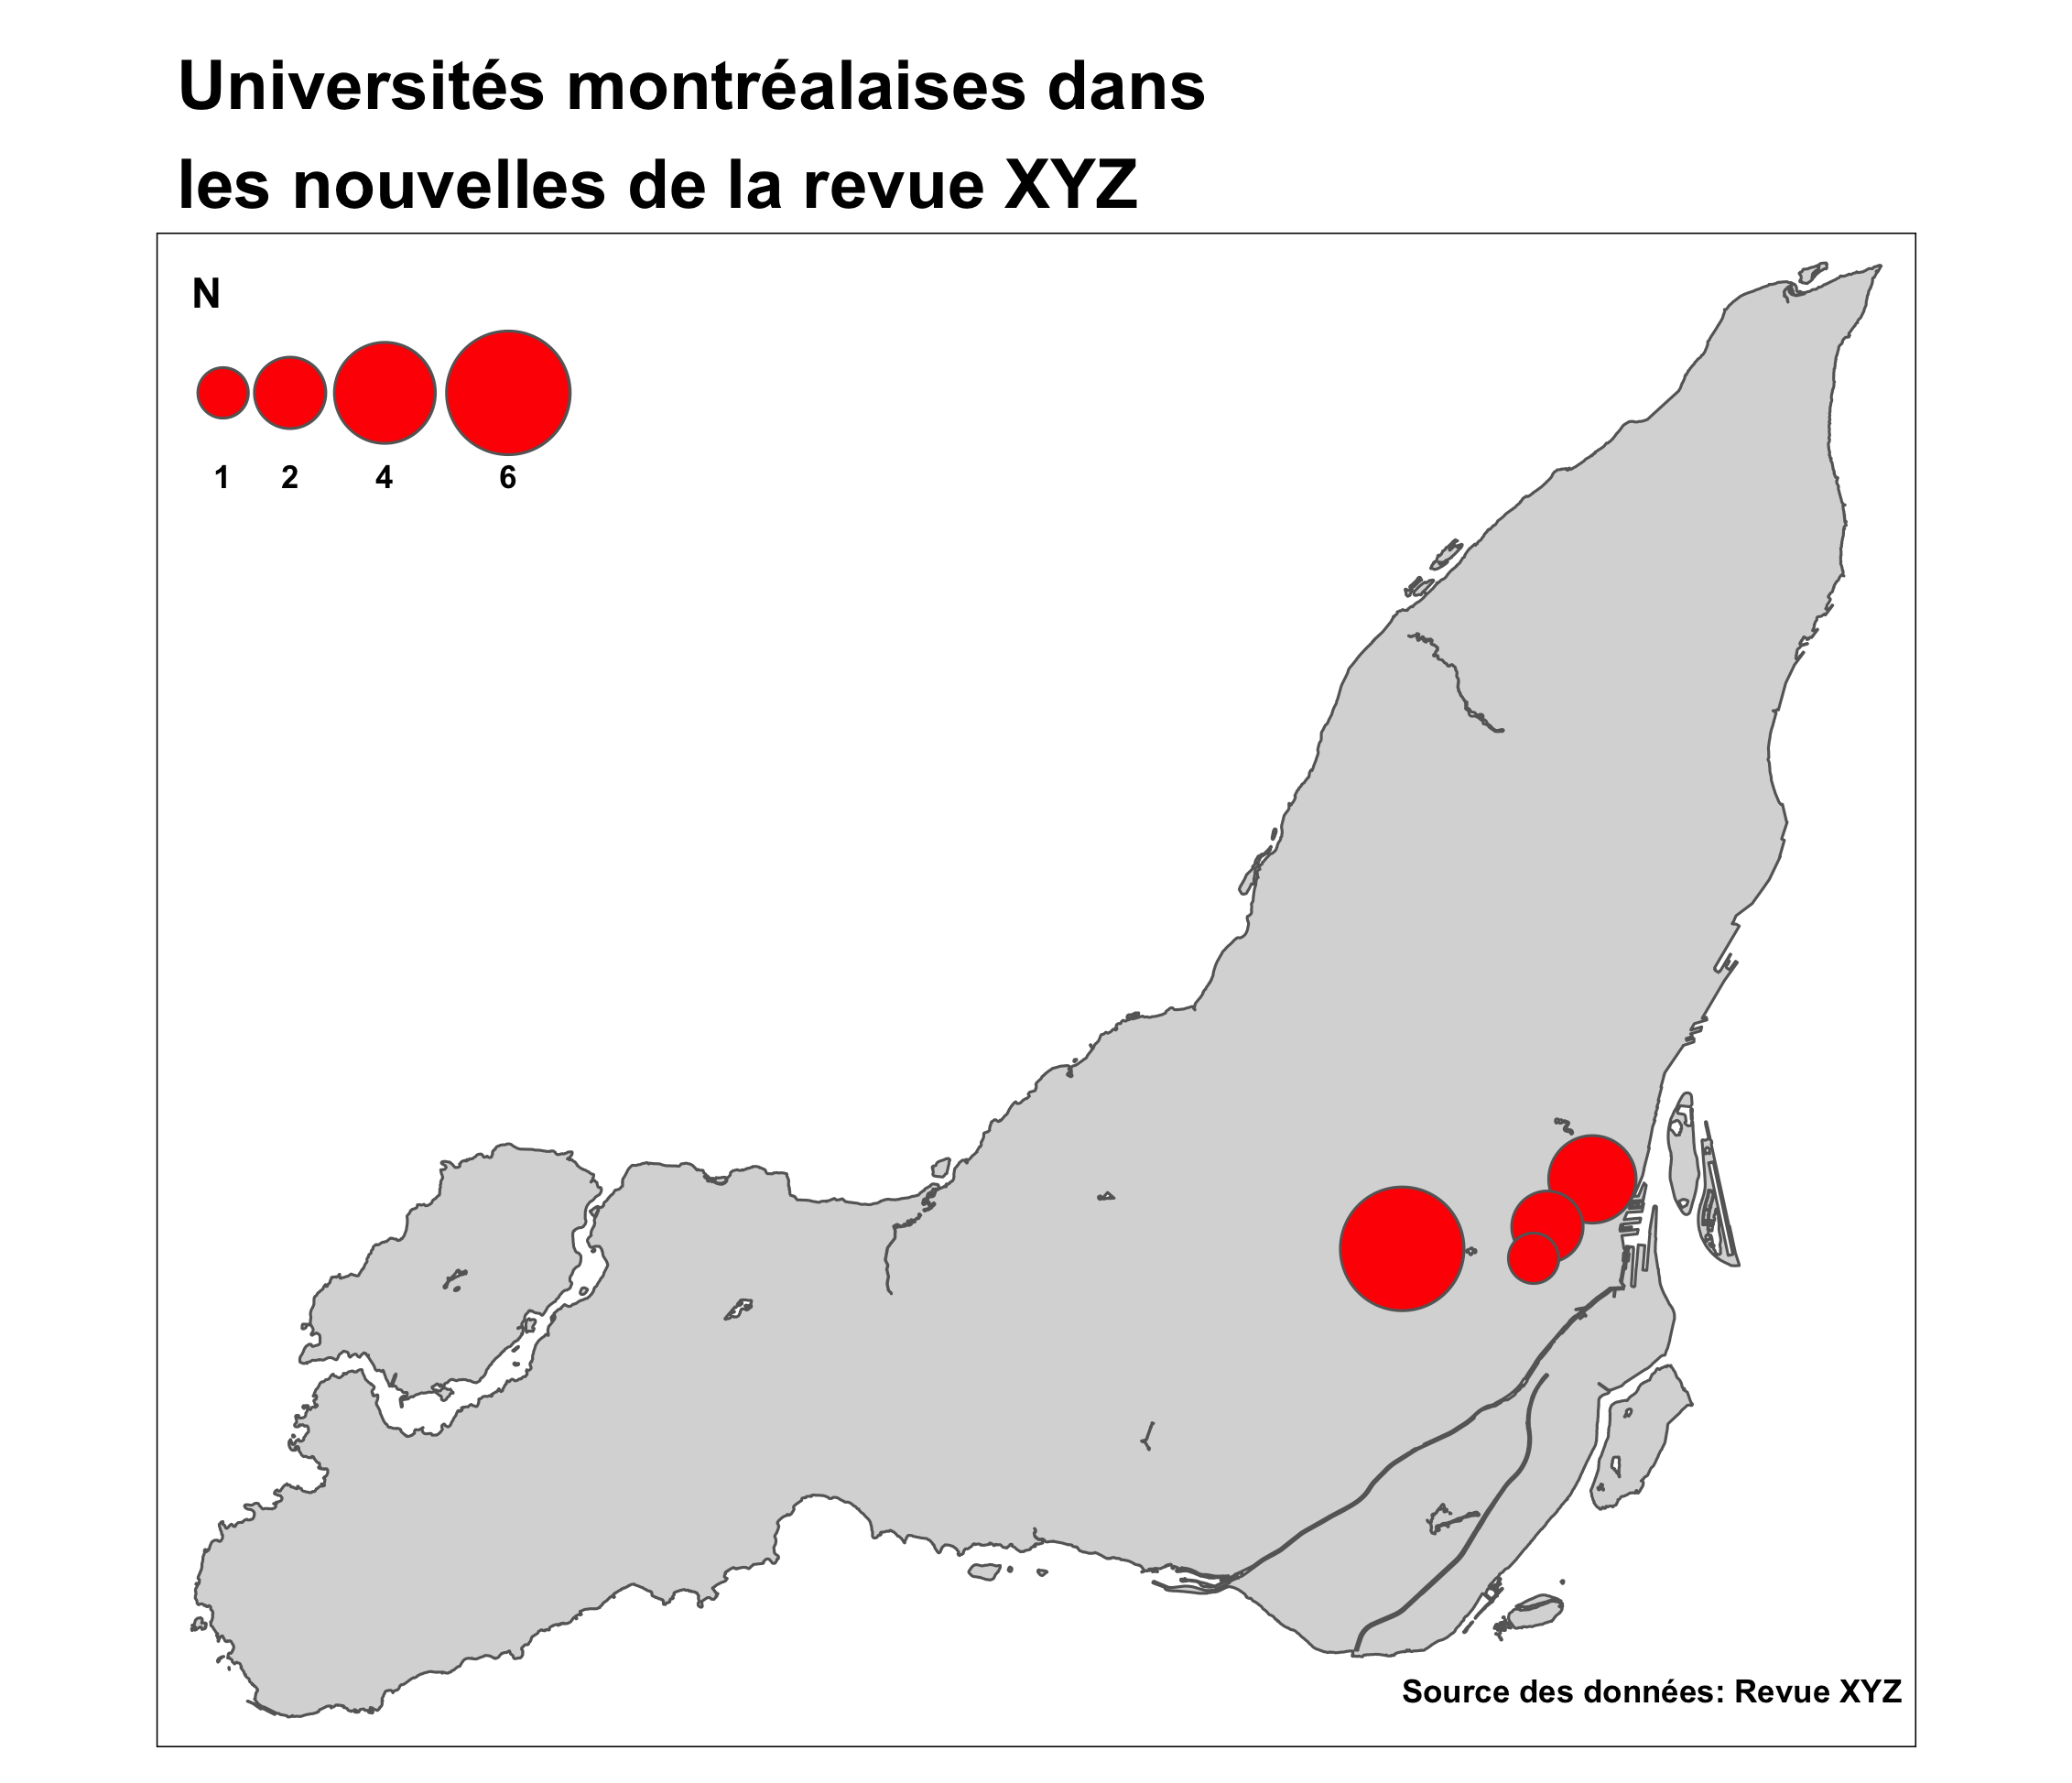 Universités montréalaises dans
les nouvelles de la revue XYZ
N
1 2 4 6
Source des données: Revue XYZ